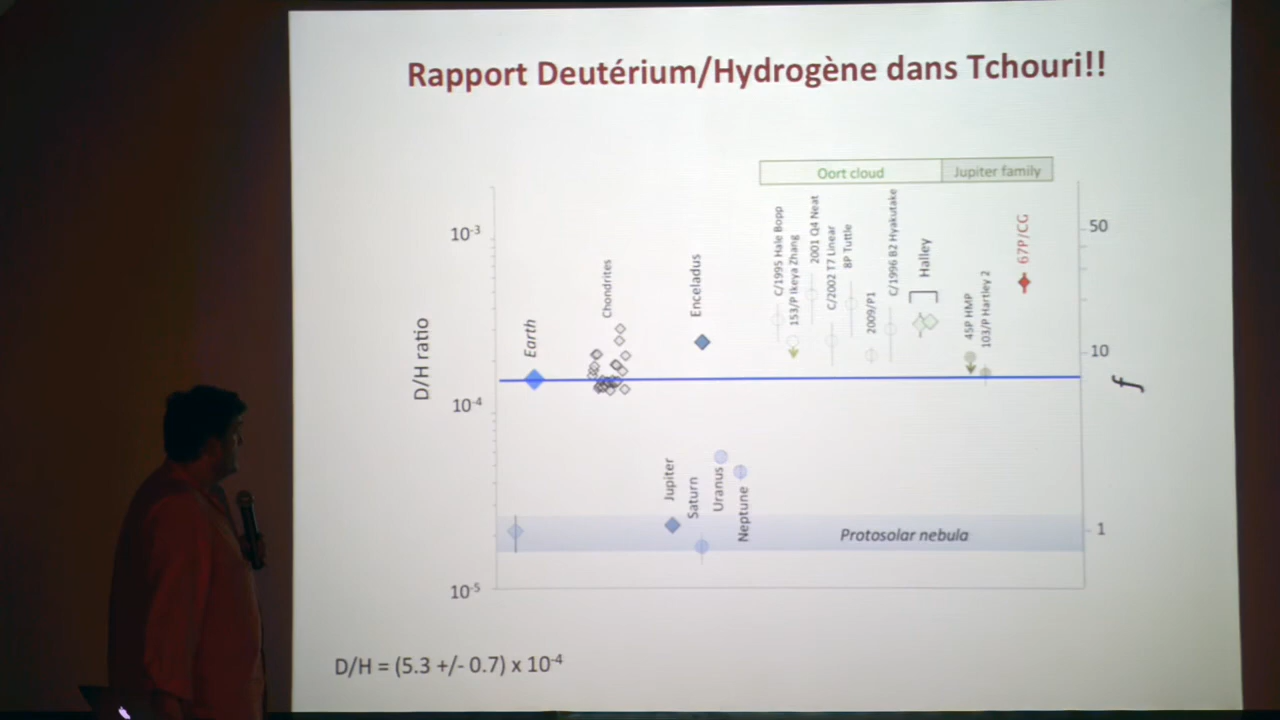 Rapport Deutérium/Hydrogène dans Tchouri!!
Oort cloud
Jupiter family
10-3
10-4
10-5
D/H ratio
50
10
1
f
Earth
Chondrites
Enceladus
C/1995 Hale Bopp
153/P Ikeya Zhang
2001 Q4 Neat
C/2002 T7 Linear
8P Tuttle
2009/P1
C/1996 B2 Hyakutake
Halley
45P HMP
103/P Hartley 2
67P/CG
Jupiter
Saturn
Uranus
Neptune
Protosolar nebula
D/H = (5.3 +/- 0.7) x 10-4